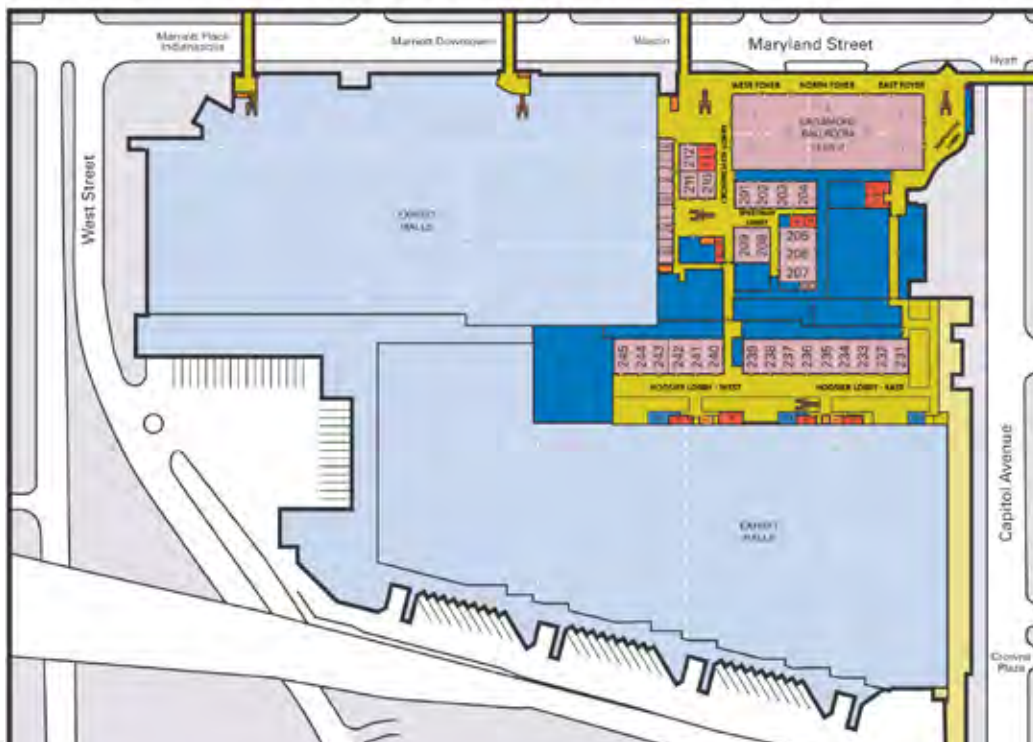 Marriott Place
Indianapolis
Marriott Downtown
Westin
Maryland Street
Hyatt
WEST FOYER
NORTH FOYER
EAST FOYER
BALLROOM
212
211
210
201
202
203
204
LOBBY
209
208
205
206
207
EXHIBIT
HALLS
West Street
245
244
243
242
241
240
239
238
237
236
235
234
233
232
231
HOOSIER LOBBY - WEST
HOOSIER LOBBY - EAST
Capitol Avenue
EXHIBIT
HALLS
Crowne
Plaza